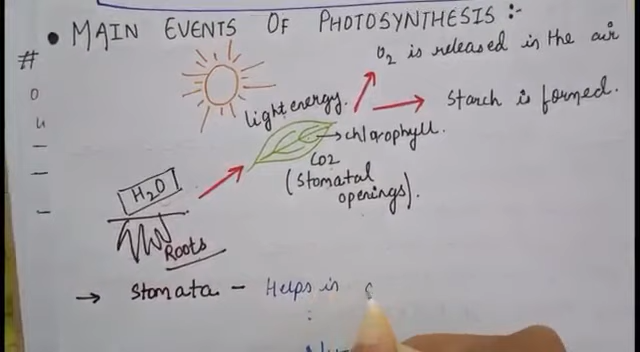 • MAIN EVENTS OF PHOTOSYNTHESIS :-
#
O2 is released in the air
light energy.
Starch is formed.
→ chlorophyll.
CO2
(Stomatal
openings).
H2O
Roots
→ Stomata - Helps in